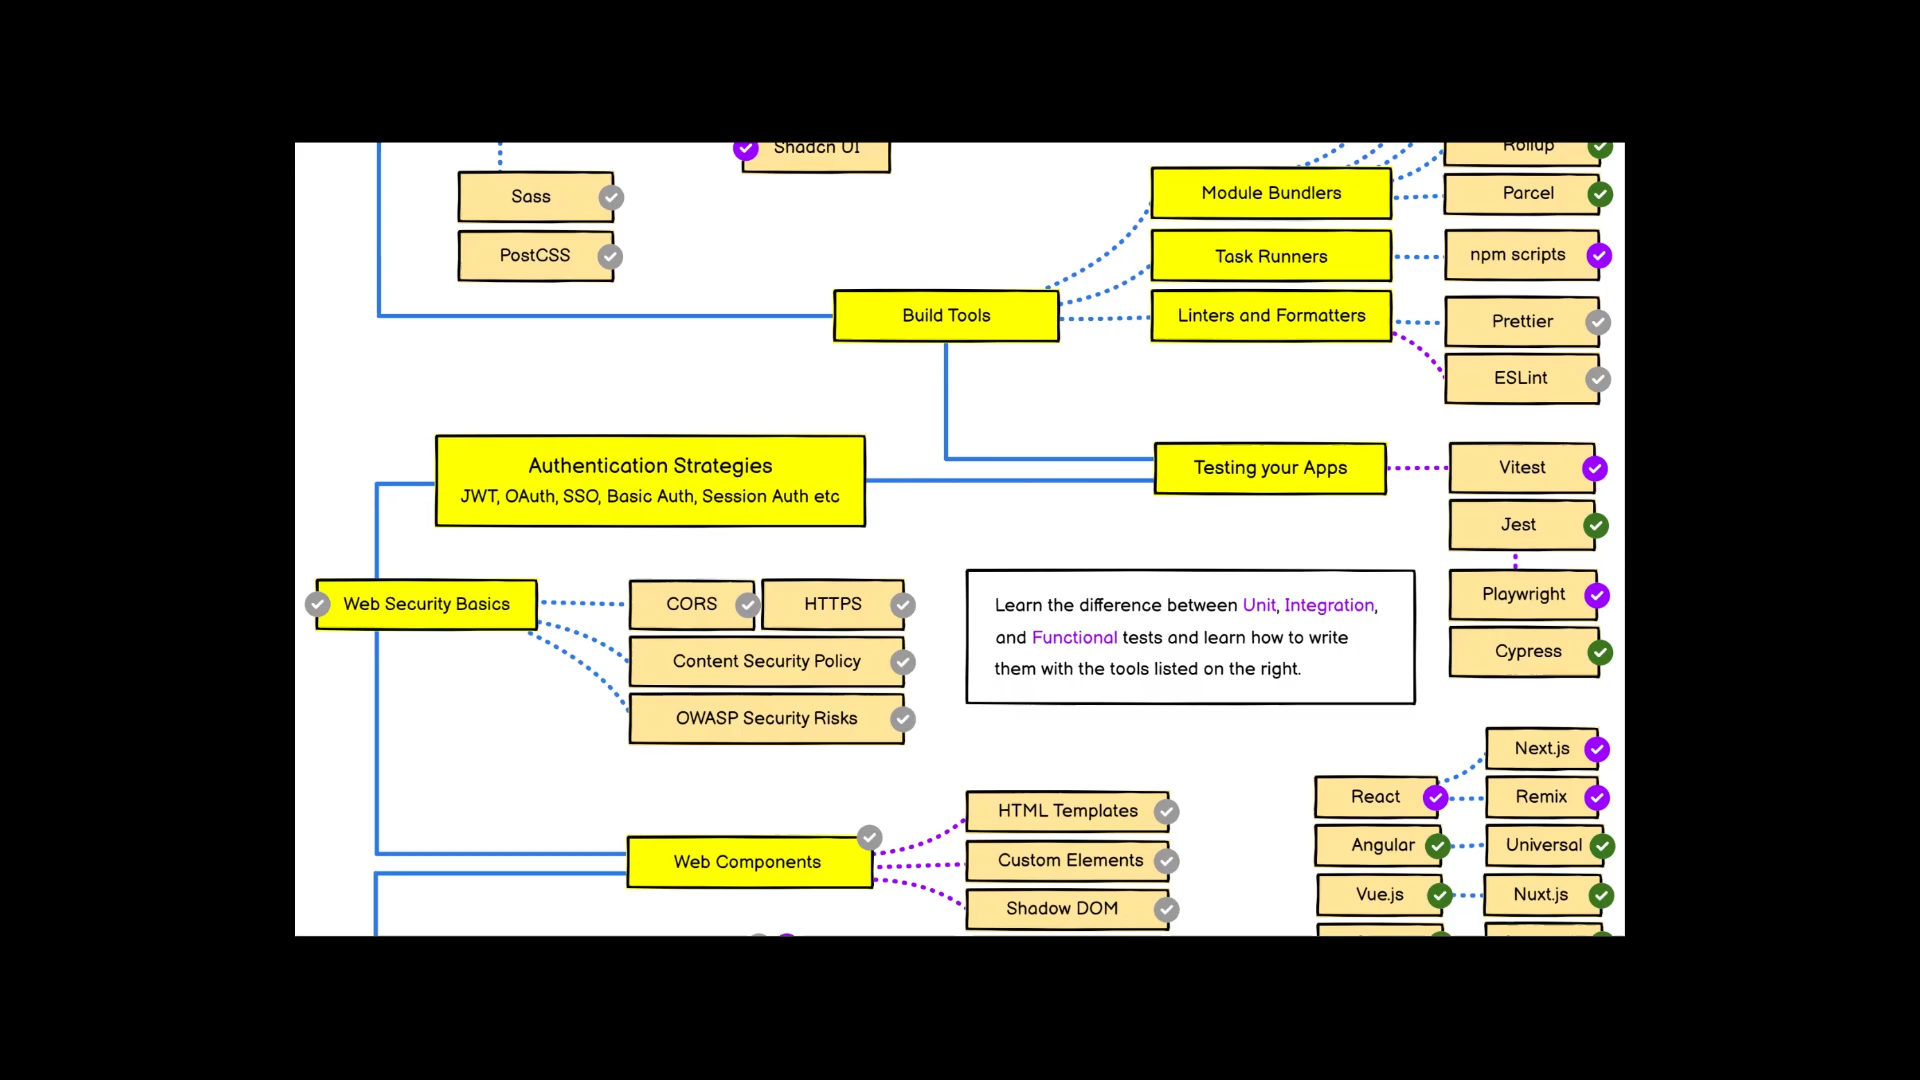 Shadcn UI
Rollup
Sass
Module Bundlers
Parcel
PostCSS
Task Runners
npm scripts
Build Tools
Linters and Formatters
Prettier
ESLint
Authentication Strategies
JWT, OAuth, SSO, Basic Auth, Session Auth etc
Testing your Apps
Vitest
Jest
Web Security Basics
CORS
HTTPS
Content Security Policy
OWASP Security Risks
Learn the difference between Unit, Integration,
and Functional tests and learn how to write
them with the tools listed on the right.
Playwright
Cypress
Next.js
React
Remix
Angular
Universal
Vue.js
Nuxt.js
Web Components
HTML Templates
Custom Elements
Shadow DOM